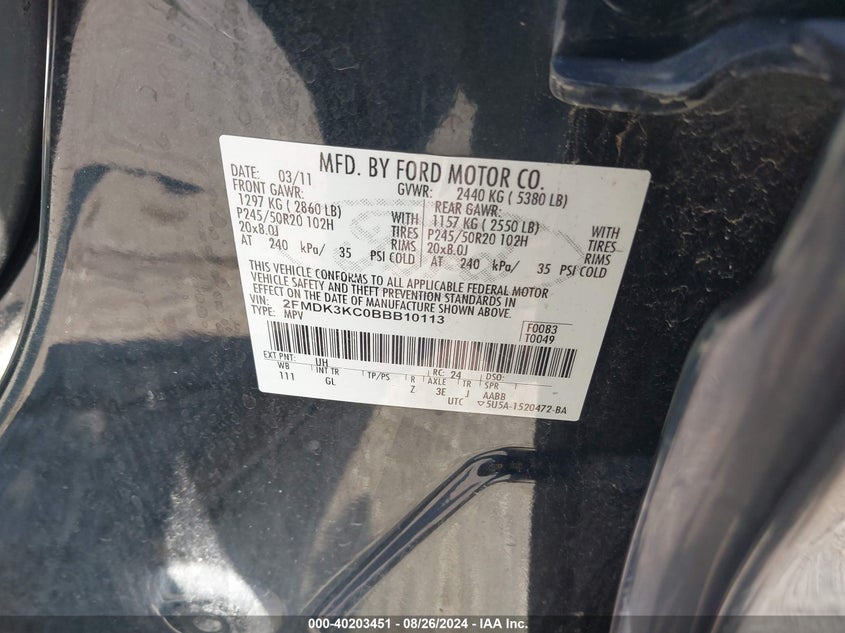 MFD. BY FORD MOTOR CO.
DATE: 03/11 GVWR: 2440 KG ( 5380 LB)
FRONT GAWR: REAR GAWR:
1297 KG ( 2860 LB) WITH 1157 KG ( 2550 LB) WITH
P245/50R20 102H TIRES P245/50R20 102H TIRES
20x8.0J RIMS 20x8.0J RIMS
AT 240 kPa/ 35 PSI COLD AT 240 kPa/ 35 PSI COLD
THIS VEHICLE CONFORMS TO ALL APPLICABLE FEDERAL MOTOR
VEHICLE SAFETY AND THEFT PREVENTION STANDARDS IN
EFFECT ON THE DATE OF MANUFACTURE SHOWN ABOVE.
VIN: 2FMDK3KC0BBB10113
TYPE: MPV
F0083
T0049
EXT PNT: UH RC: 24 DSO:
WB INT TR TP/PS R AXLE TR SPR
111 GL Z 3E J AABB
UTC ▽5U5A-1520472-BA
000-40203451 - 08/26/2024 - IAA Inc.